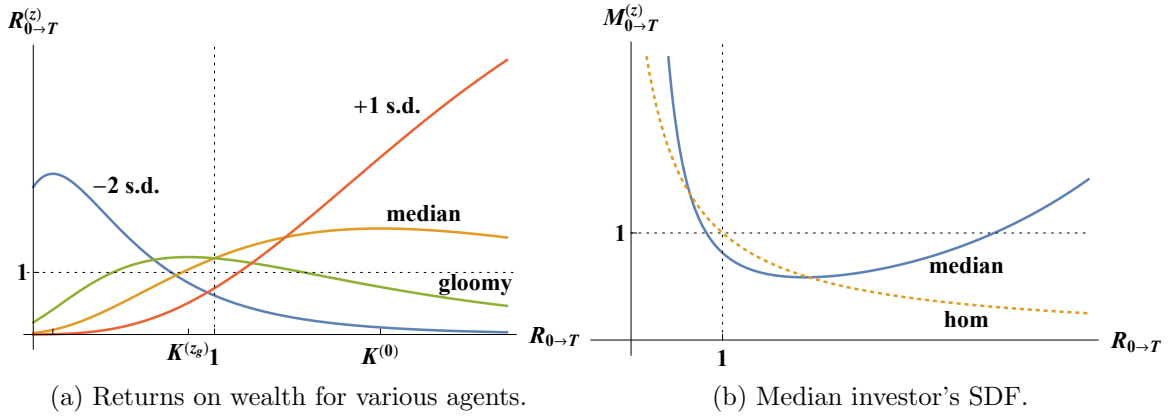 R_{0→T}^{(z)}
+1 s.d.
−2 s.d.
median
1
gloomy
K^{(z_g)} 1
K^{(0)}
R_{0→T}
(a) Returns on wealth for various agents.
M_{0→T}^{(z)}
1
median
hom
1
R_{0→T}
(b) Median investor's SDF.